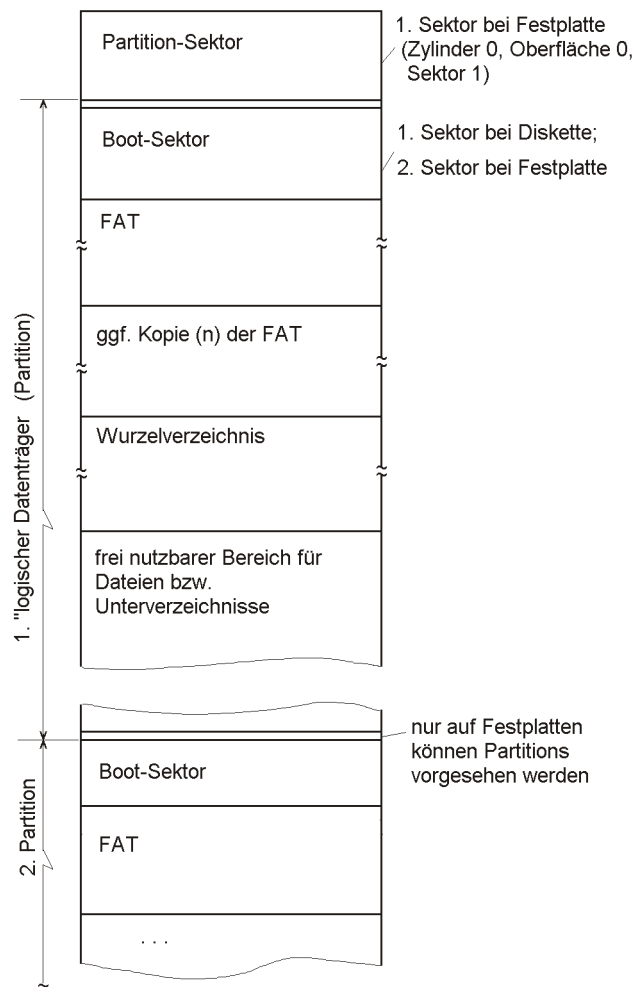 Partition-Sektor
1. Sektor bei Festplatte
(Zylinder 0, Oberfläche 0,
Sektor 1)
Boot-Sektor
1. Sektor bei Diskette;
2. Sektor bei Festplatte
FAT
ggf. Kopie (n) der FAT
Wurzelverzeichnis
frei nutzbarer Bereich für
Dateien bzw.
Unterverzeichnisse
1. "logischer Datenträger (Partition)
nur auf Festplatten
können Partitions
vorgesehen werden
Boot-Sektor
FAT
. . .
2. Partition